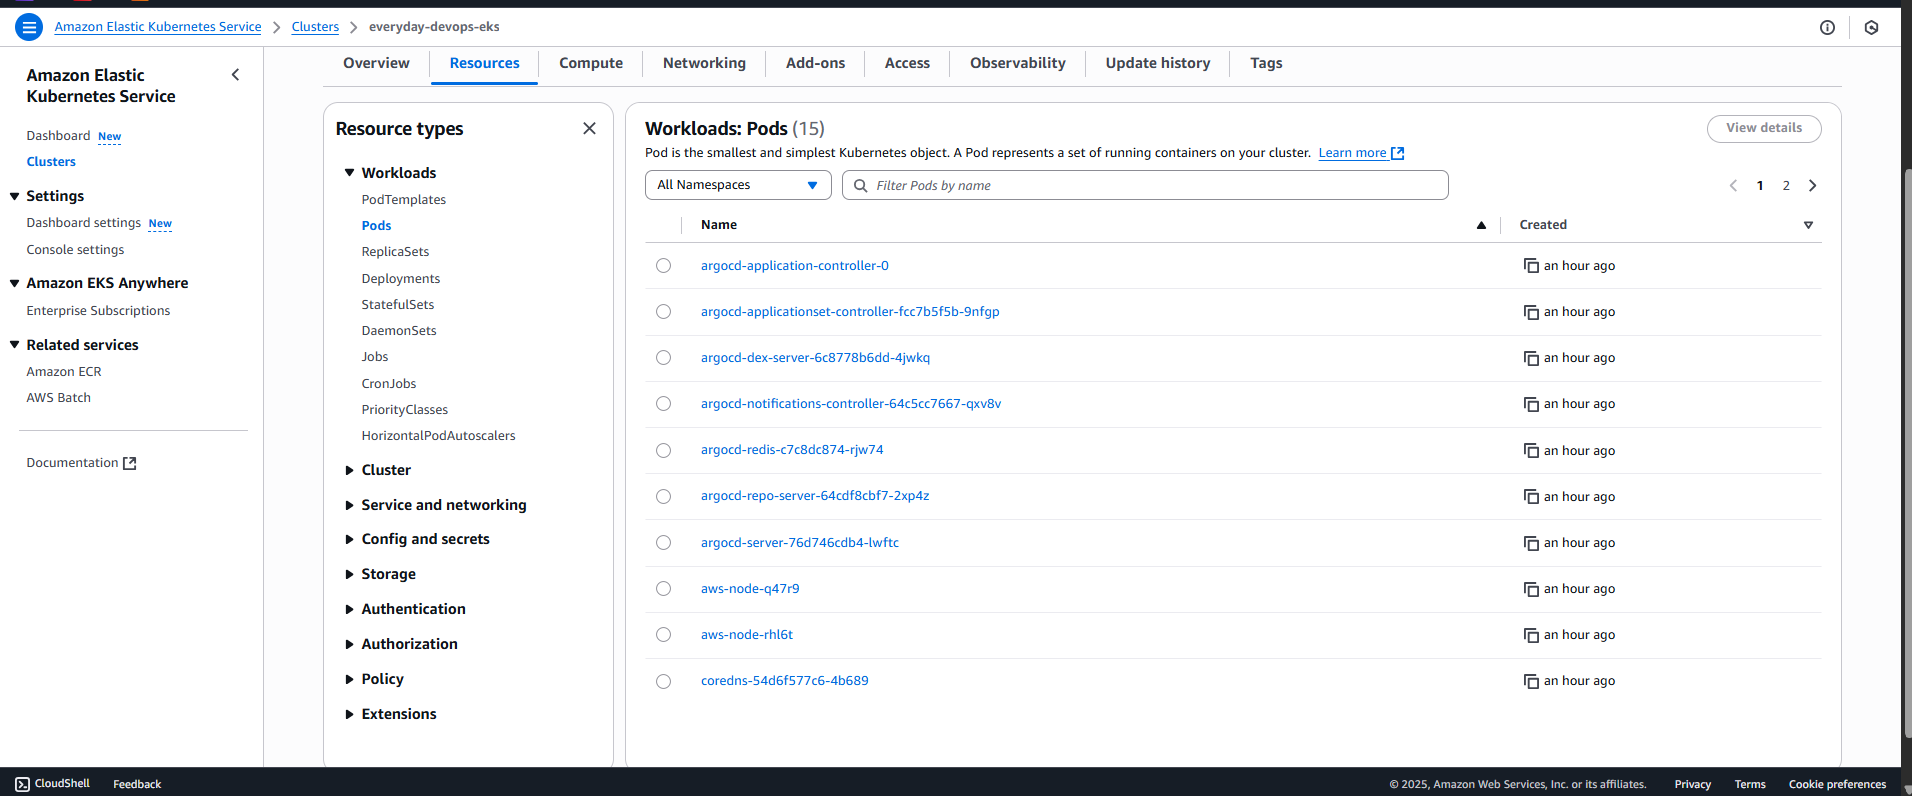 Amazon Elastic Kubernetes Service > Clusters > everyday-devops-eks
Amazon Elastic
Kubernetes Service
Dashboard New
Clusters
Settings
Dashboard settings New
Console settings
Amazon EKS Anywhere
Enterprise Subscriptions
Related services
Amazon ECR
AWS Batch
Documentation
Overview Resources Compute Networking Add-ons Access Observability Update history Tags
Resource types
Workloads
PodTemplates
Pods
ReplicaSets
Deployments
StatefulSets
DaemonSets
Jobs
CronJobs
PriorityClasses
HorizontalPodAutoscalers
Cluster
Service and networking
Config and secrets
Storage
Authentication
Authorization
Policy
Extensions
Workloads: Pods (15)
View details
Pod is the smallest and simplest Kubernetes object. A Pod represents a set of running containers on your cluster. Learn more
All Namespaces Filter Pods by name 1 2
Name Created
argocd-application-controller-0 an hour ago
argocd-applicationset-controller-fcc7b5f5b-9nfgp an hour ago
argocd-dex-server-6c8778b6dd-4jwkq an hour ago
argocd-notifications-controller-64c5cc7667-qxv8v an hour ago
argocd-redis-c7c8dc874-rjw74 an hour ago
argocd-repo-server-64cdf8cbf7-2xp4z an hour ago
argocd-server-76d746cdb4-lwftc an hour ago
aws-node-q47r9 an hour ago
aws-node-rhl6t an hour ago
coredns-54d6f577c6-4b689 an hour ago
CloudShell Feedback © 2025, Amazon Web Services, Inc. or its affiliates. Privacy Terms Cookie preferences